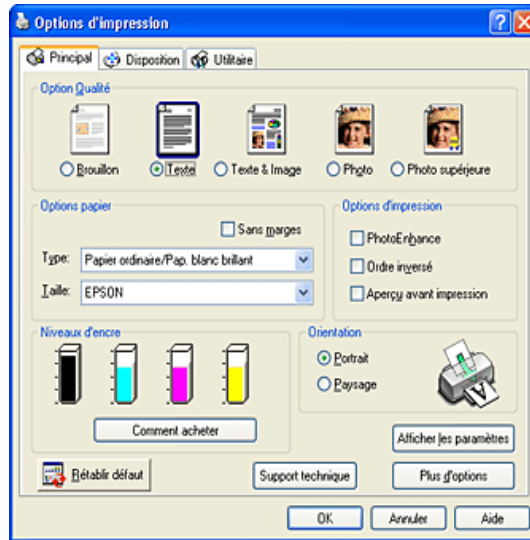 Options d'impression
Principal Disposition Utilitaire
Option Qualité
Brouillon Texte Texte & Image Photo Photo supérieure
Options papier
Sans marges
Type: Papier ordinaire/Pap. blanc brillant
Taille: EPSON
Options d'impression
PhotoEnhance
Ordre inversé
Aperçu avant impression
Niveaux d'encre
Comment acheter
Orientation
Portrait
Paysage
Afficher les paramètres
Rétablir défaut Support technique Plus d'options
OK Annuler Aide